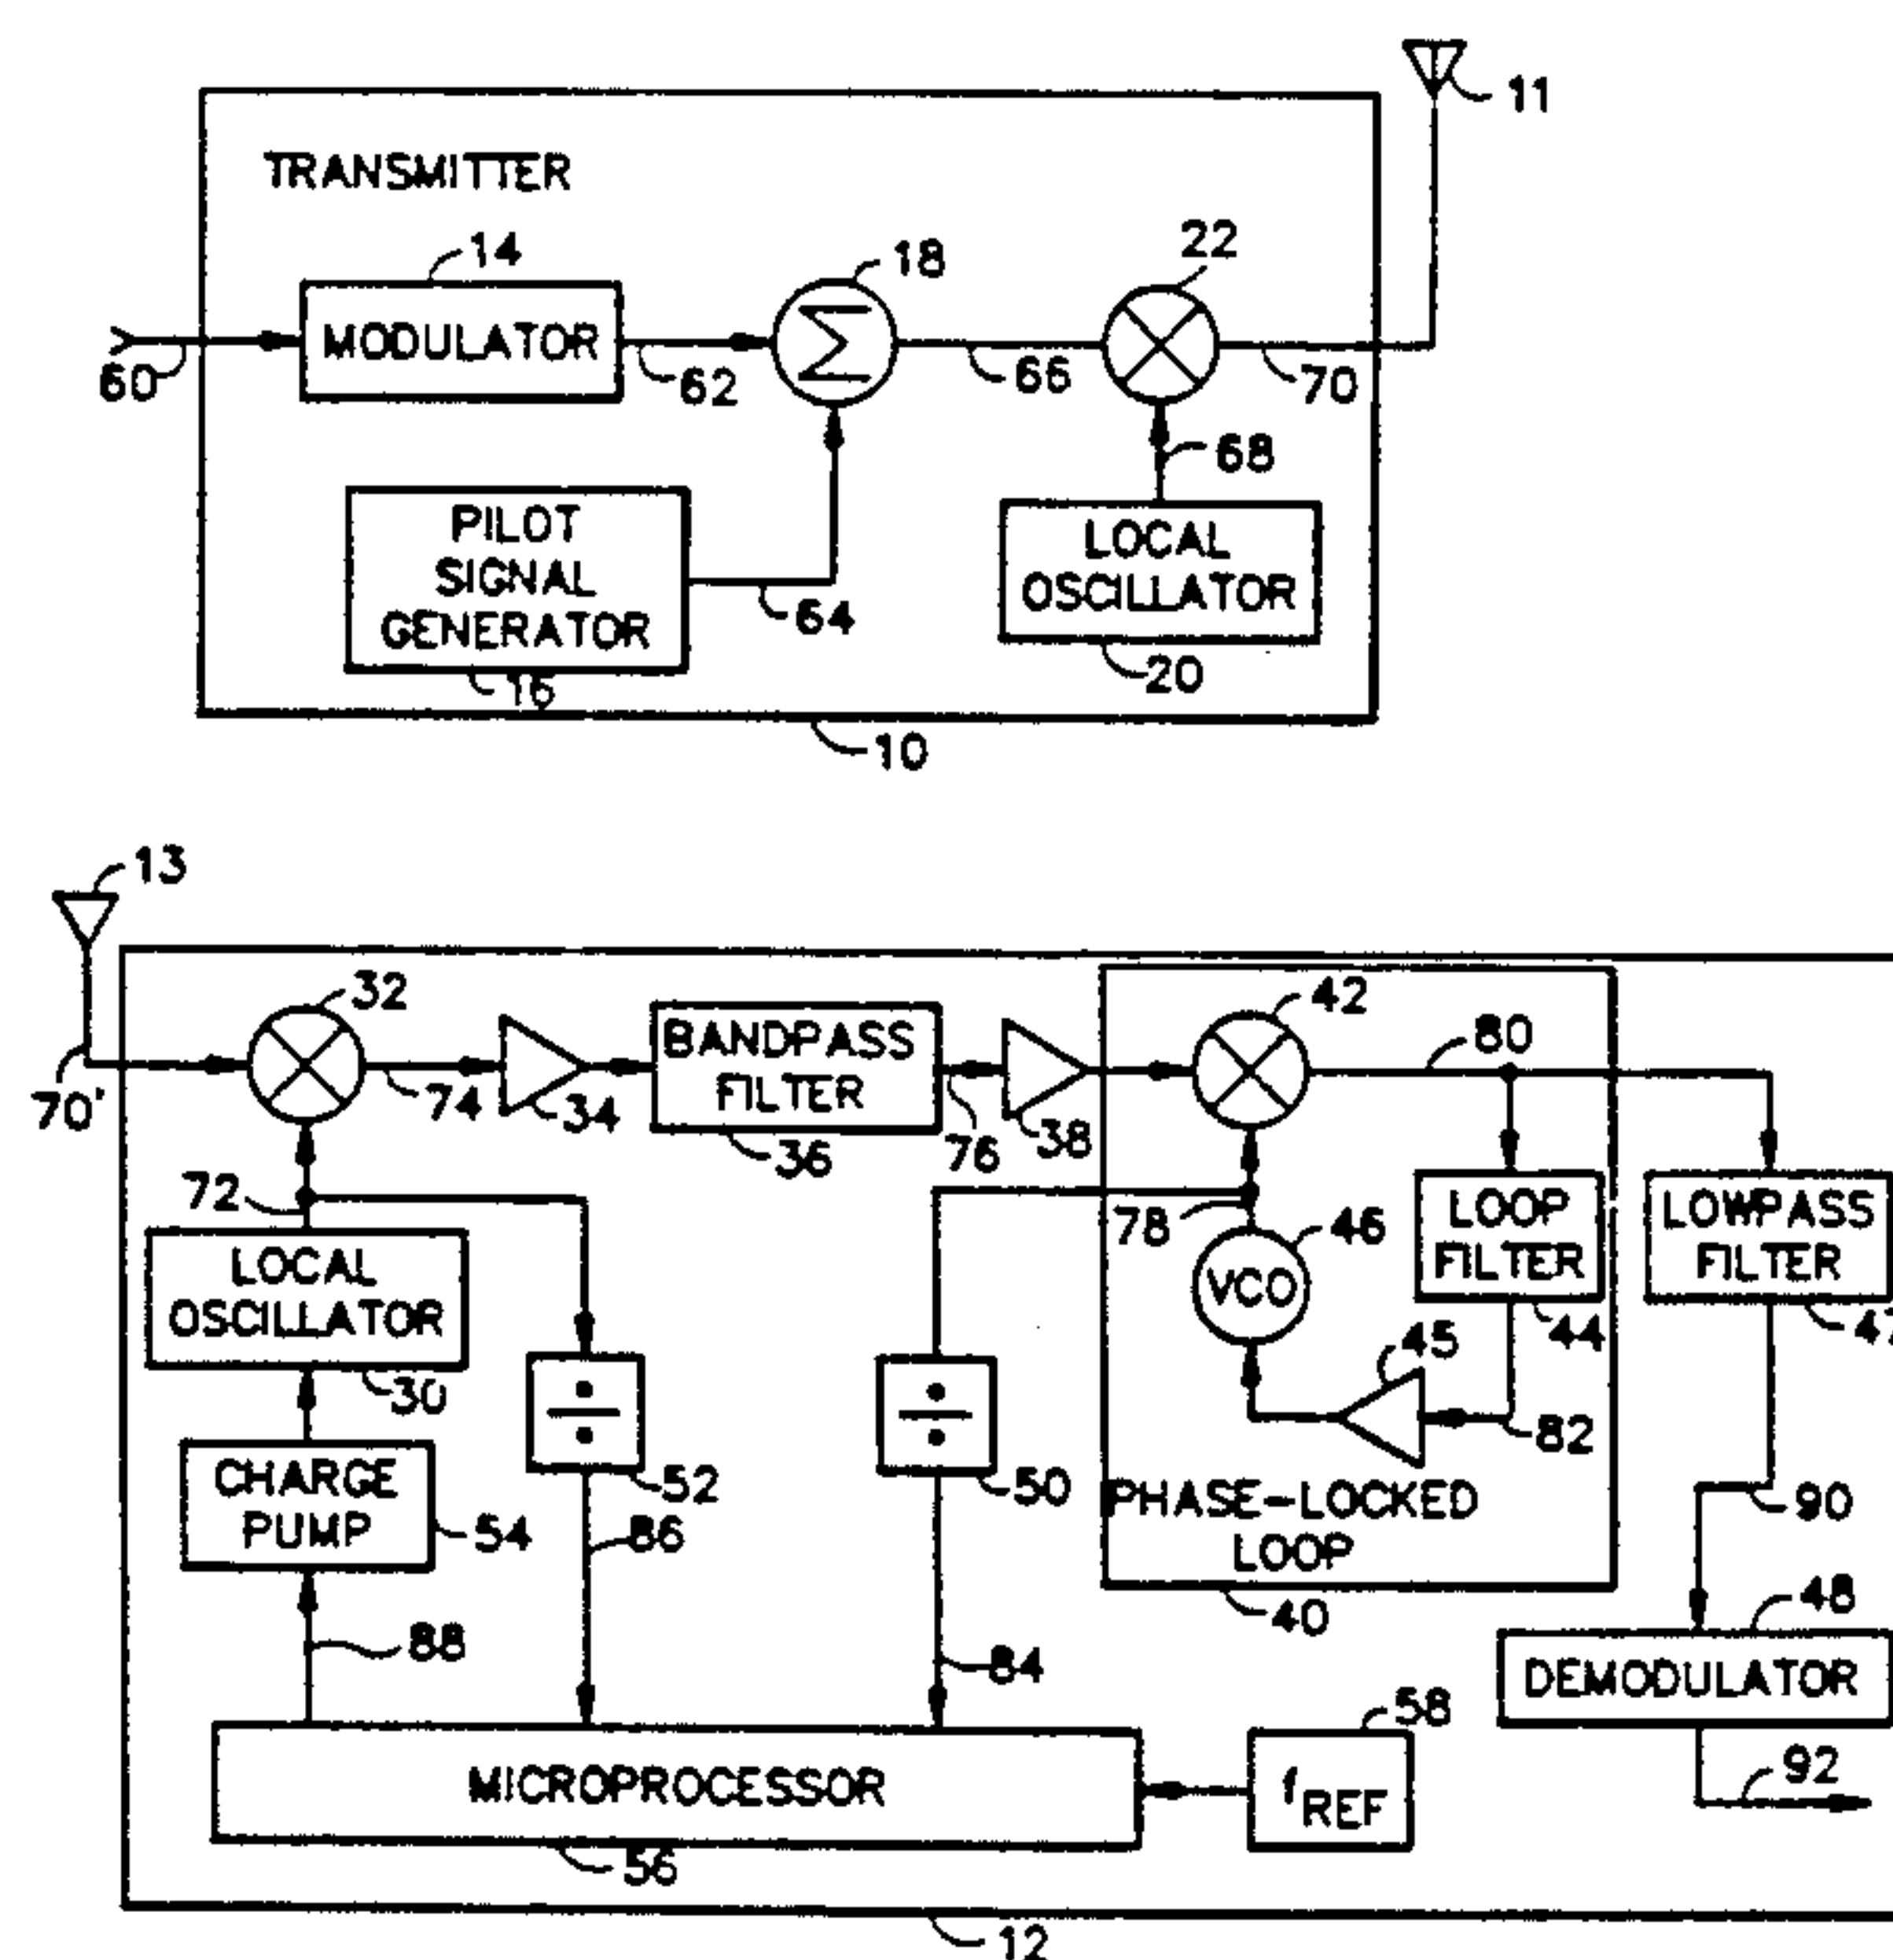 11
TRANSMITTER
14
18
22
MODULATOR
Σ
60
62
66
70
68
PILOT
SIGNAL
GENERATOR
LOCAL
OSCILLATOR
64
16
20
10
13
32
42
80
BANDPASS
FILTER
70'
74
34
36
76
38
72
78
46
LOOP
FILTER
LOWPASS
FILTER
LOCAL
OSCILLATOR
VCO
30
45
44
CHARGE
PUMP
54
52
50
82
86
PHASE-LOCKED
LOOP
90
40
48
88
84
DEMODULATOR
58
MICROPROCESSOR
fREF
92
56
12